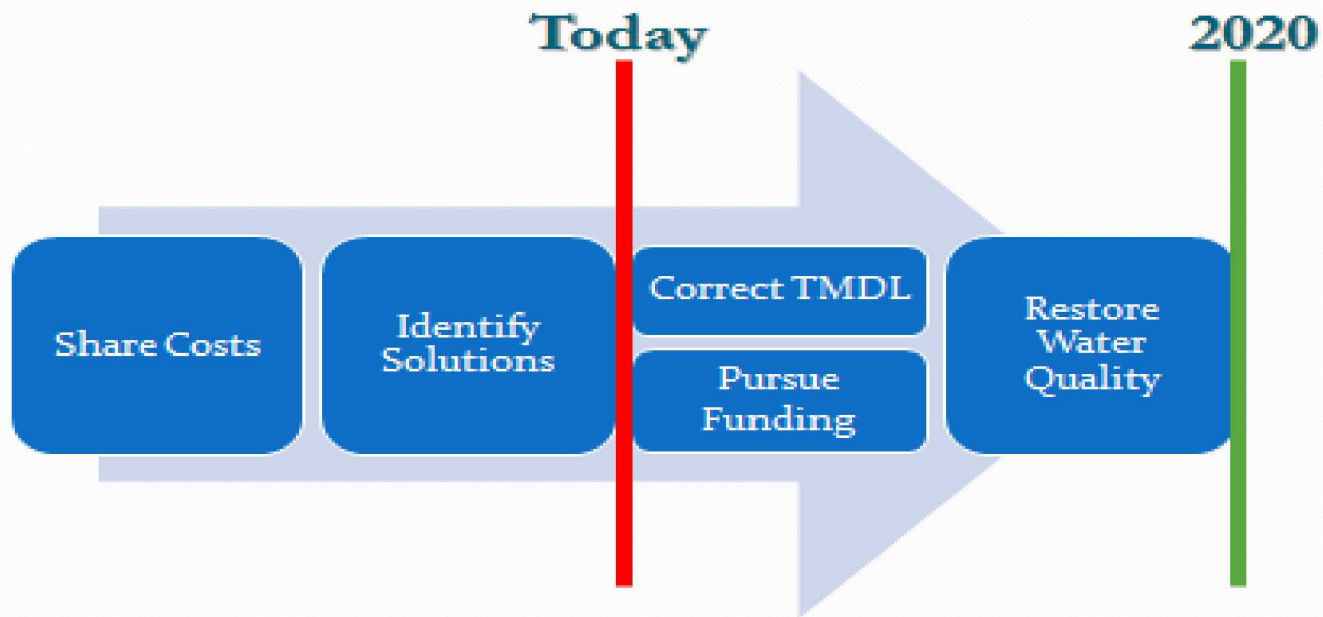 Today
2020
Share Costs
Identify
Solutions
Correct TMDL
Pursue
Funding
Restore
Water
Quality